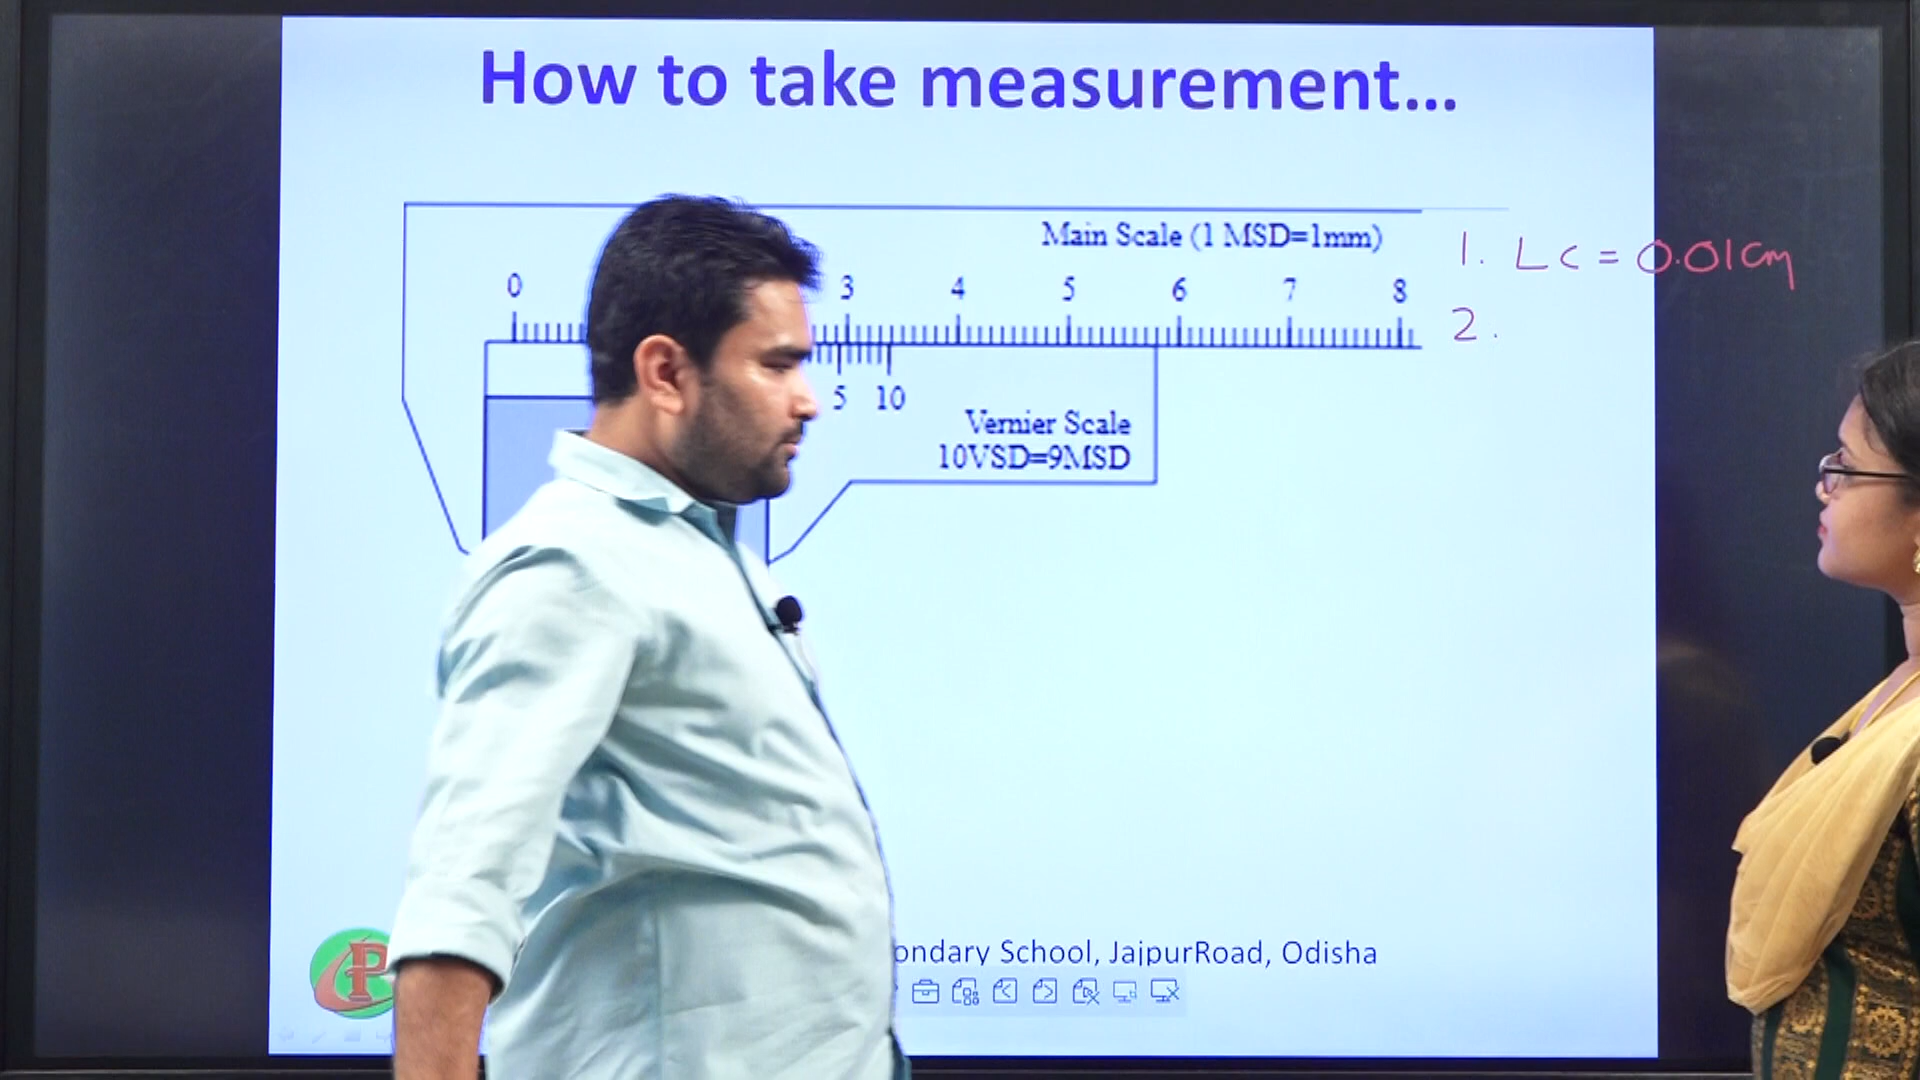 How to take measurement...
Main Scale (1 MSD=1mm)
0 3 4 5 6 7 8
5 10
Vernier Scale
10VSD=9MSD
1. LC = 0.01cm
2.
School, JajpurRoad, Odisha